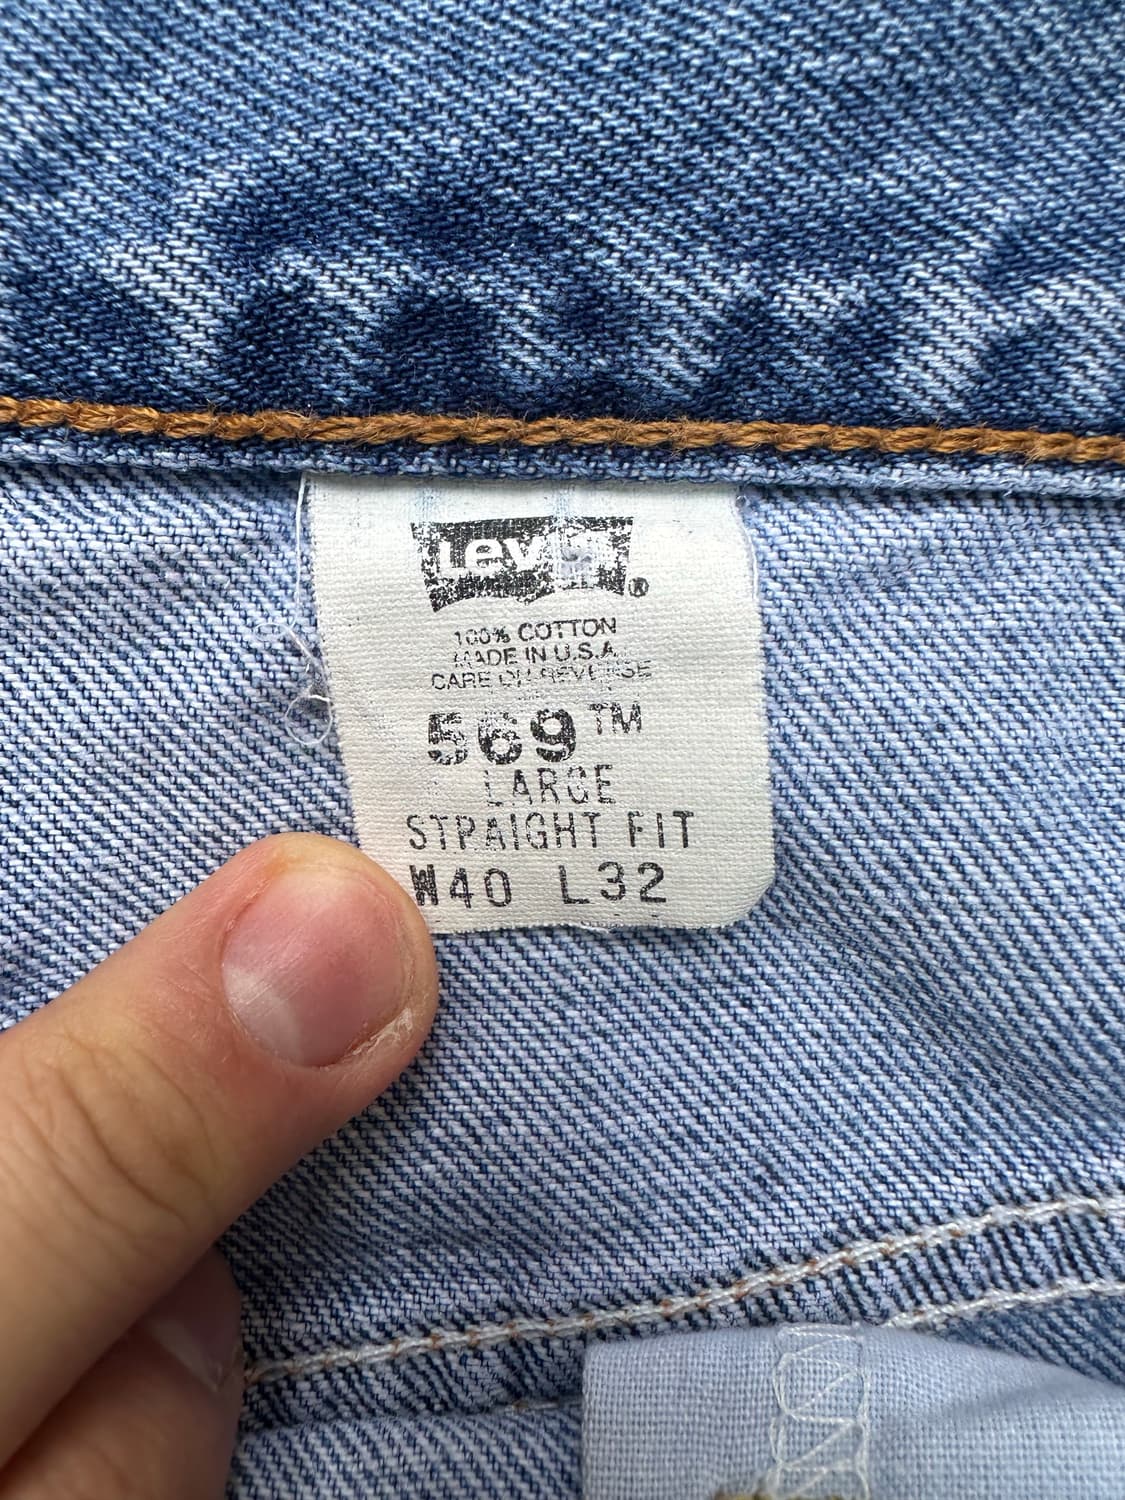 Levi's®
100% COTTON
MADE IN U.S.A.
CARE ON REVERSE
569™
LARGE
STRAIGHT FIT
W40 L32